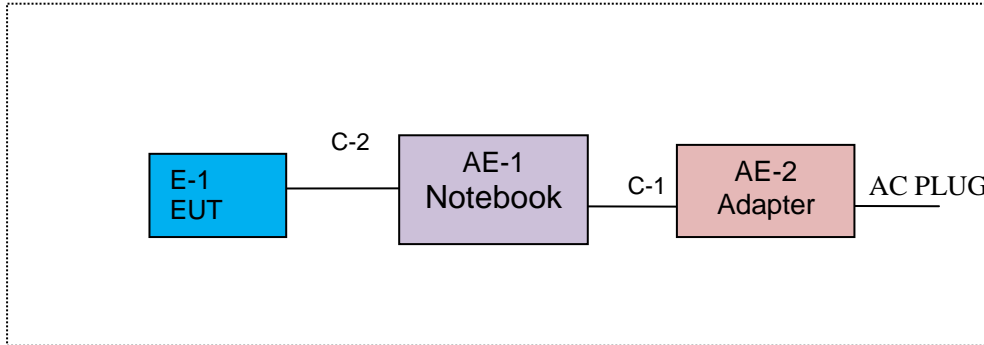 C-2
E-1
EUT
AE-1
Notebook
C-1
AE-2
Adapter
AC PLUG